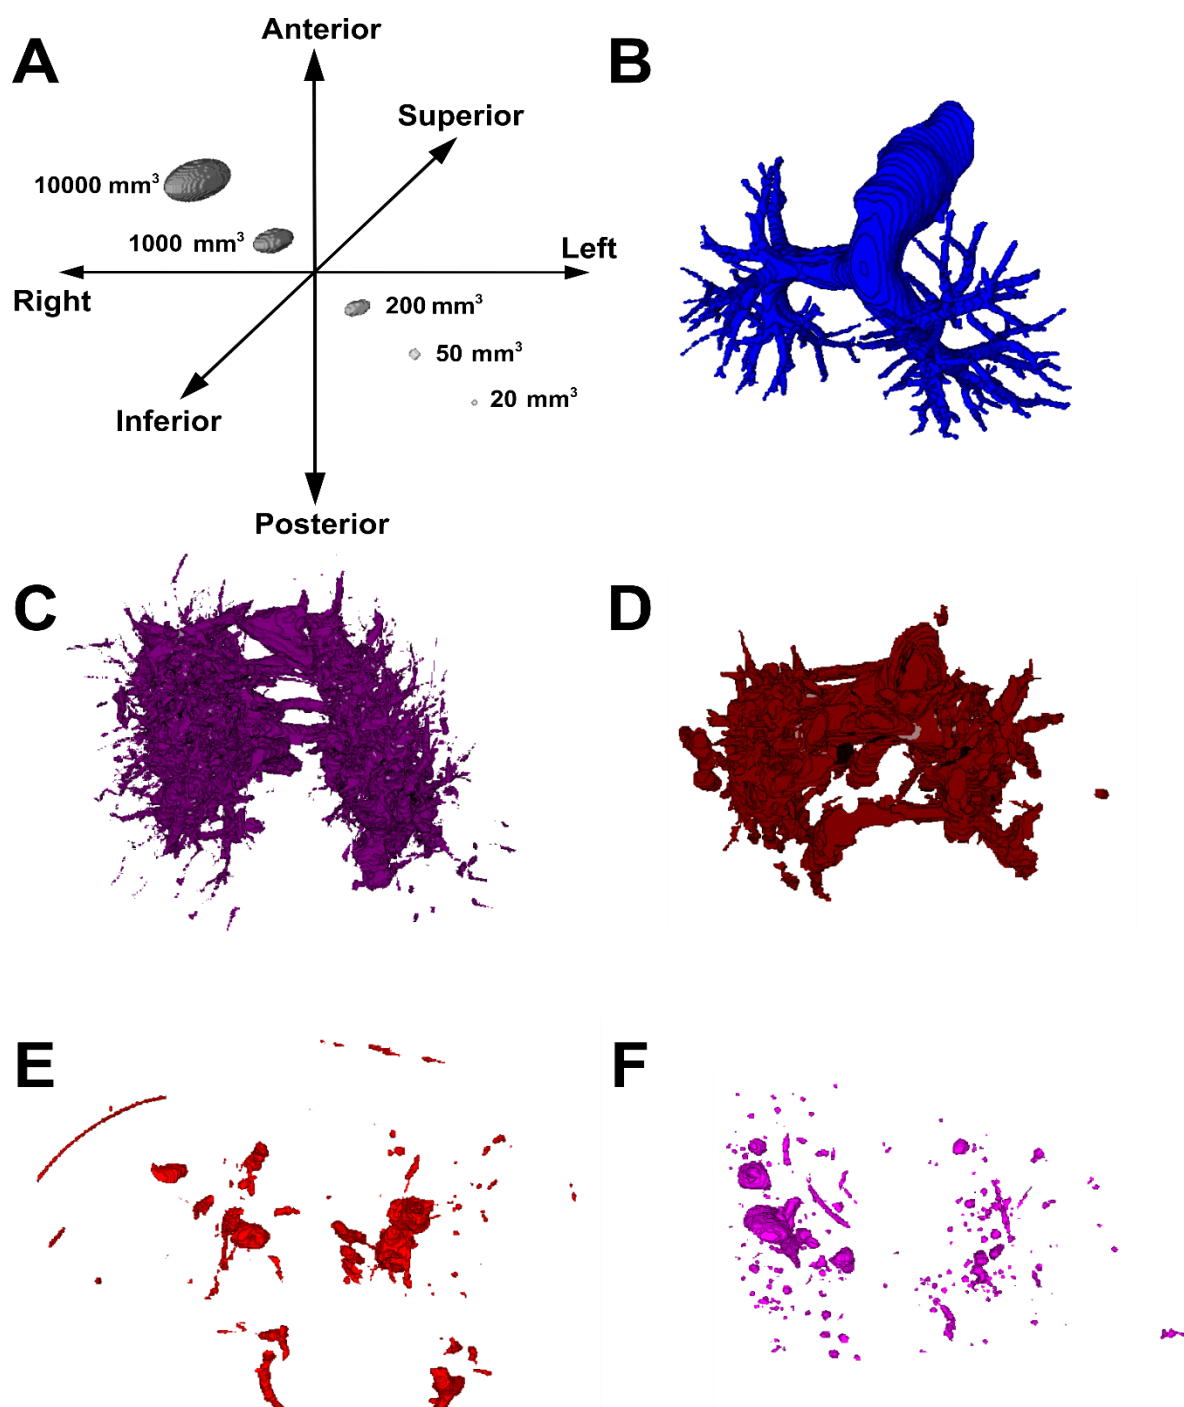 A
Anterior
B
Superior
10000 mm³
1000 mm³
Left
Right
200 mm³
50 mm³
20 mm³
Inferior
Posterior
C
D
E
F